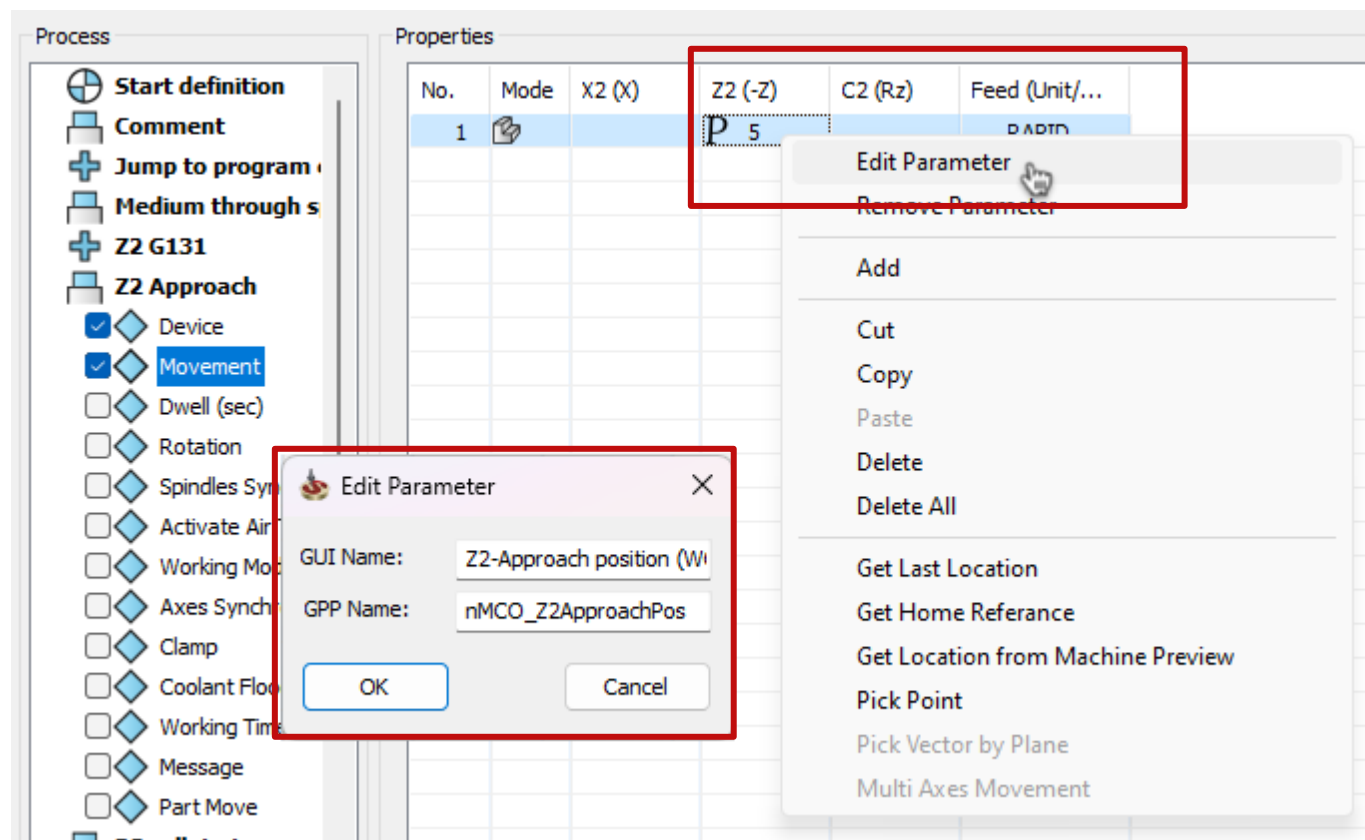 Process
Start definition
Comment
Jump to program
Medium through
Z2 G131
Z2 Approach
Device
Movement
Dwell (sec)
Rotation
Spindles Syn
Activate Air
Working Mod
Axes Synchr
Clamp
Coolant Floo
Working Time
Message
Part Move
Properties
No. Mode X2 (X) Z2 (-Z) C2 (Rz) Feed (Unit/...
1 P 5 RAPID
Edit Parameter
Remove Parameter
Add
Cut
Copy
Paste
Delete
Delete All
Get Last Location
Get Home Referance
Get Location from Machine Preview
Pick Point
Pick Vector by Plane
Multi Axes Movement
Edit Parameter
GUI Name: Z2-Approach position (W
GPP Name: nMCO_Z2ApproachPos
OK Cancel